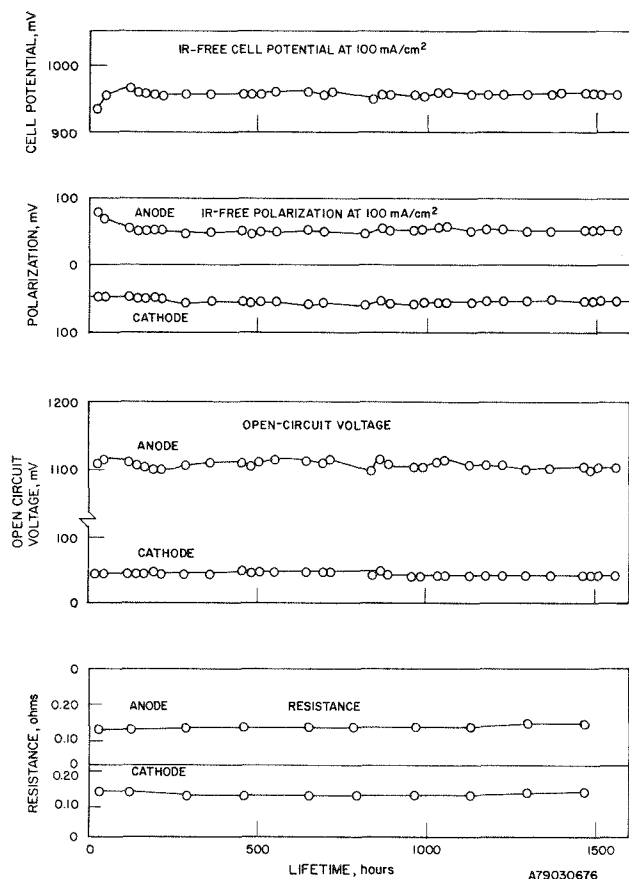 CELL POTENTIAL, mV
IR-FREE CELL POTENTIAL AT 100 mA/cm²
1000
900
POLARIZATION, mV
100
ANODE
IR-FREE POLARIZATION AT 100 mA/cm²
0
CATHODE
100
OPEN CIRCUIT
VOLTAGE, mV
1200
OPEN-CIRCUIT VOLTAGE
ANODE
1100
100
CATHODE
0
RESISTANCE, ohms
0
0.20
ANODE
RESISTANCE
0.10
0
0.20
CATHODE
0.10
0
0
500
1000
1500
LIFETIME, hours
A79030676